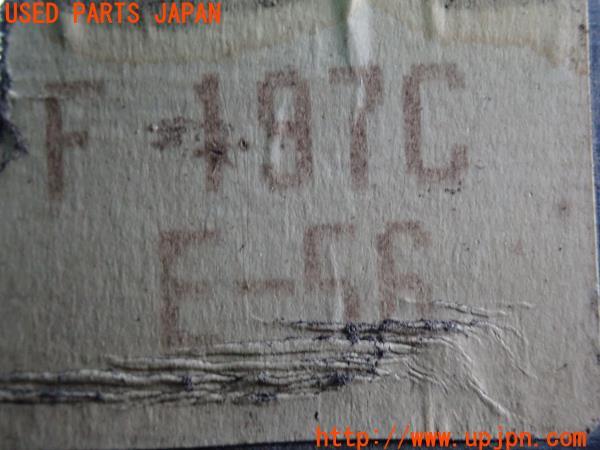 USED PARTS JAPAN
F-187C
E-56
http://www.upjpn.com/